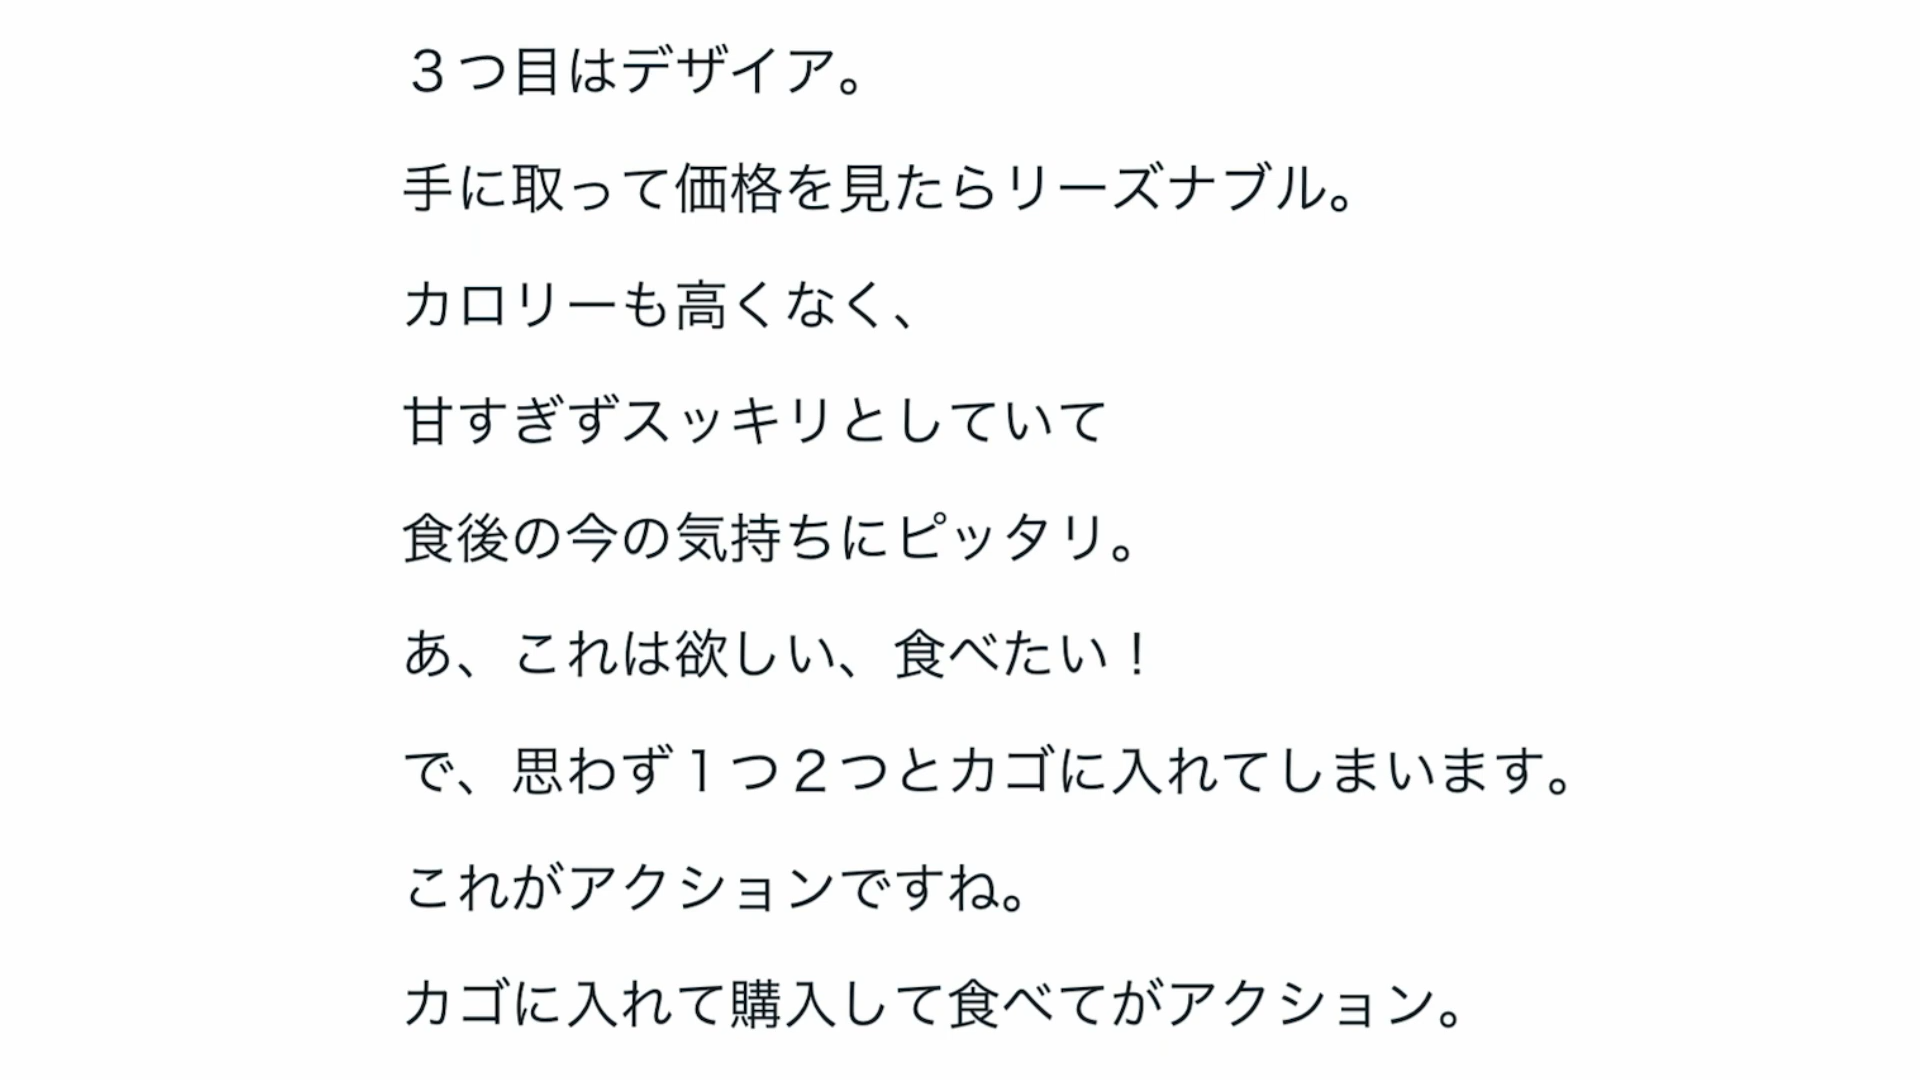 ３つ目はデザイア。
手に取って価格を見たらリーズナブル。
カロリーも高くなく、
甘すぎずスッキリとしていて
食後の今の気持ちにピッタリ。
あ、これは欲しい、食べたい！
で、思わず１つ２つとカゴに入れてしまいます。
これがアクションですね。
カゴに入れて購入して食べてがアクション。